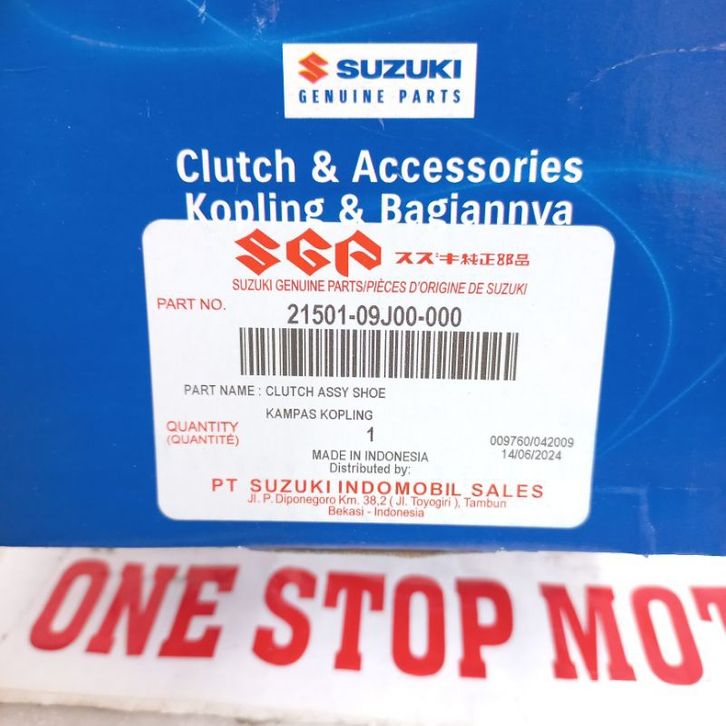 SUZUKI
GENUINE PARTS
Clutch & Accessories
Kopling & Bagiannya
SGP スズキ純正部品
SUZUKI GENUINE PARTS/PIÈCES D'ORIGINE DE SUZUKI
PART NO. 21501-09J00-000
PART NAME : CLUTCH ASSY SHOE
KAMPAS KOPLING
QUANTITY 1
(QUANTITÉ)
009760/042009
MADE IN INDONESIA 14/06/2024
Distributed by:
PT SUZUKI INDOMOBIL SALES
Jl. P. Diponegoro Km. 38,2 ( Jl. Toyogiri ), Tambun
Bekasi - Indonesia
ONE STOP MOT